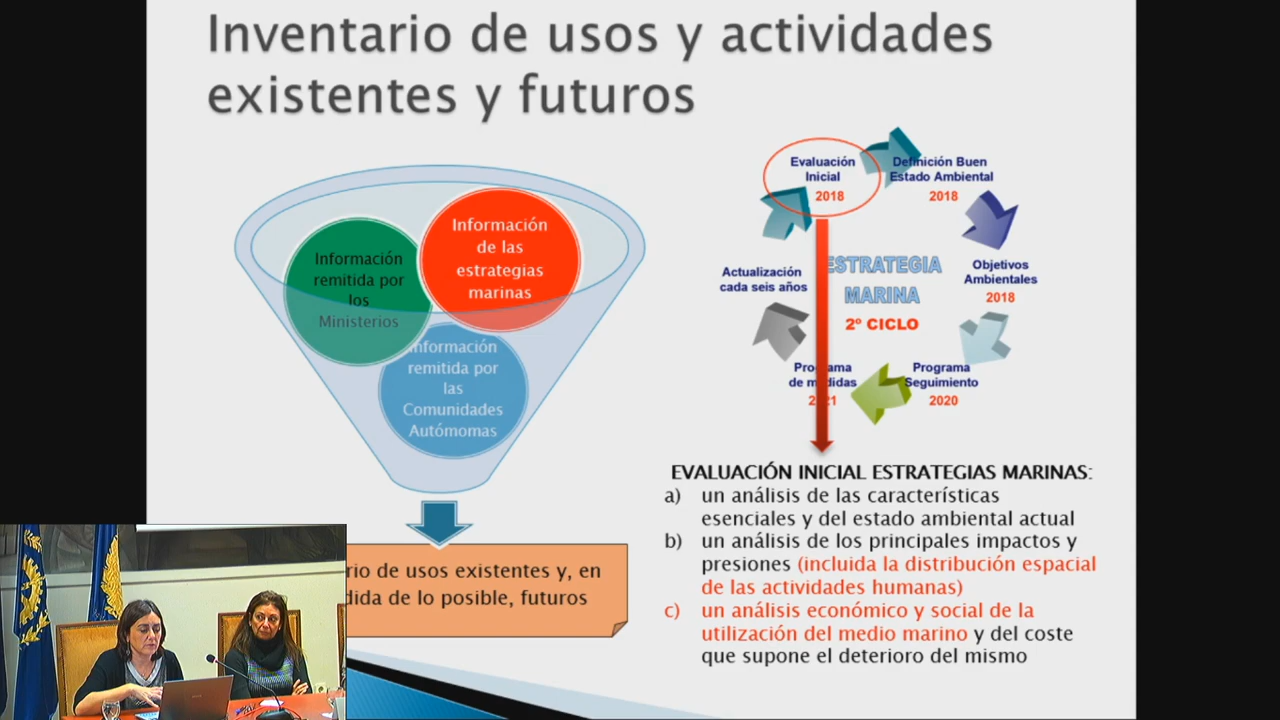 Inventario de usos y actividades
existentes y futuros
Información
remitida por
los
Ministerios
Información
de las
estrategias
marinas
Información
remitida por
las
Comunidades
Autómomas
rio de usos existentes y, en
dida de lo posible, futuros
Evaluación
Inicial
2018
Definición Buen
Estado Ambiental
2018
Objetivos
Ambientales
2018
Programa
Seguimiento
2020
de
Actualización
cada seis años
ESTRATEGIA
MARINA
2º CICLO
EVALUACIÓN INICIAL ESTRATEGIAS MARINAS:
a) un análisis de las características
esenciales y del estado ambiental actual
b) un análisis de los principales impactos y
presiones (incluida la distribución espacial
de las actividades humanas)
c) un análisis económico y social de la
utilización del medio marino y del coste
que supone el deterioro del mismo